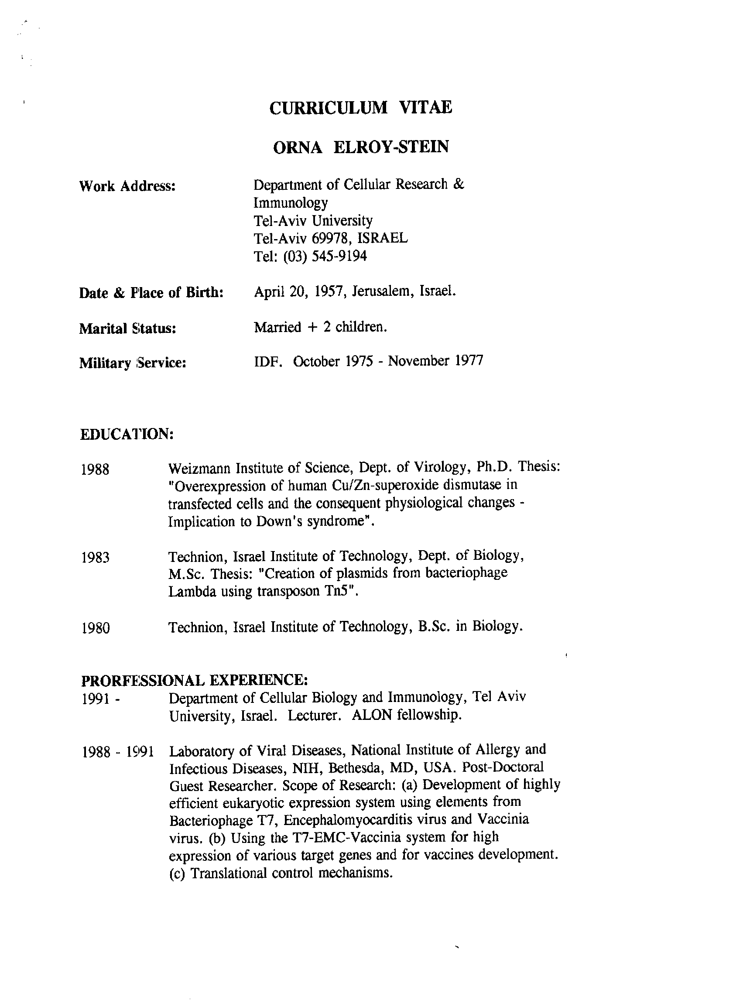 CURRICULUM VITAE
ORNA ELROY-STEIN
Work Address: Department of Cellular Research &
Immunology
Tel-Aviv University
Tel-Aviv 69978, ISRAEL
Tel: (03) 545-9194
Date & Place of Birth: April 20, 1957, Jerusalem, Israel.
Marital Status: Married + 2 children.
Military Service: IDF. October 1975 - November 1977
EDUCATION:
1988 Weizmann Institute of Science, Dept. of Virology, Ph.D. Thesis:
"Overexpression of human Cu/Zn-superoxide dismutase in
transfected cells and the consequent physiological changes -
Implication to Down's syndrome".
1983 Technion, Israel Institute of Technology, Dept. of Biology,
M.Sc. Thesis: "Creation of plasmids from bacteriophage
Lambda using transposon Tn5".
1980 Technion, Israel Institute of Technology, B.Sc. in Biology.
PRORFESSIONAL EXPERIENCE:
1991 - Department of Cellular Biology and Immunology, Tel Aviv
University, Israel. Lecturer. ALON fellowship.
1988 - 1991 Laboratory of Viral Diseases, National Institute of Allergy and
Infectious Diseases, NIH, Bethesda, MD, USA. Post-Doctoral
Guest Researcher. Scope of Research: (a) Development of highly
efficient eukaryotic expression system using elements from
Bacteriophage T7, Encephalomyocarditis virus and Vaccinia
virus. (b) Using the T7-EMC-Vaccinia system for high
expression of various target genes and for vaccines development.
(c) Translational control mechanisms.